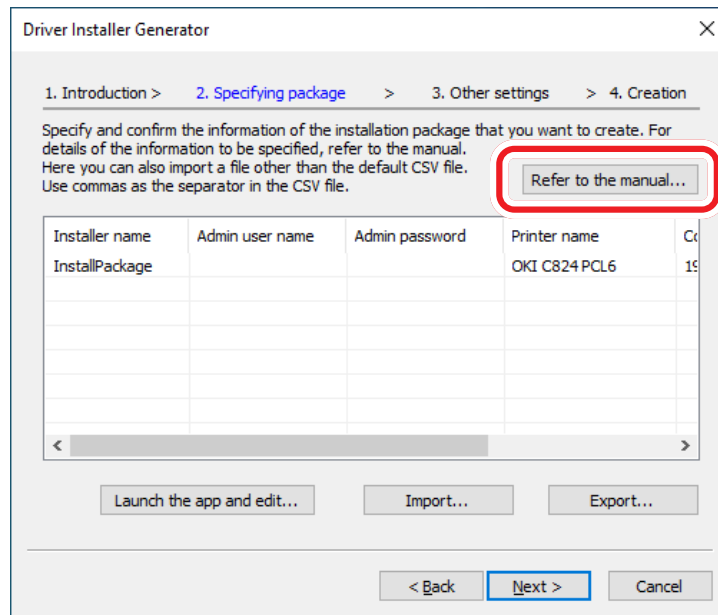 Driver Installer Generator
1. Introduction > 2. Specifying package > 3. Other settings > 4. Creation
Specify and confirm the information of the installation package that you want to create. For
details of the information to be specified, refer to the manual.
Here you can also import a file other than the default CSV file.
Use commas as the separator in the CSV file.
Refer to the manual...
Installer name Admin user name Admin password Printer name
InstallPackage OKI C824 PCL6
Launch the app and edit... Import... Export...
< Back Next > Cancel